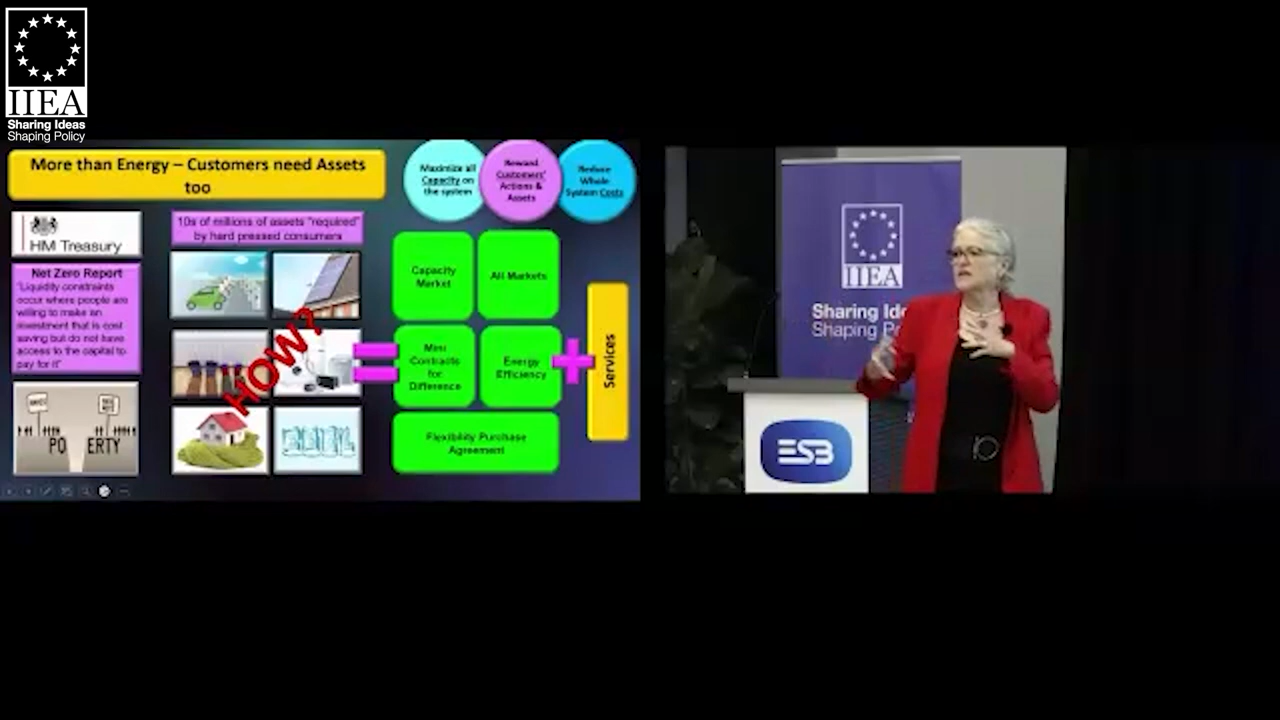 IIEA
Sharing Ideas
Shaping Policy
More than Energy – Customers need Assets
too
Maximize all
Capacity on
the system
Reward
Customers'
Actions &
Assets
Reduce
Whole
System Costs
HM Treasury
10s of millions of assets "required"
by hard pressed consumers
Net Zero Report
"Liquidity constraints
occur where people are
willing to make an
investment that is cost
saving but do not have
access to the capital to
pay for it"
HOW?
PO ERTY
Capacity
Market
All Markets
Mini
Contracts
for
Difference
Energy
Efficiency
Flexibility Purchase
Agreement
Services
IIEA
Sharing Ide
Shaping Po
ESB